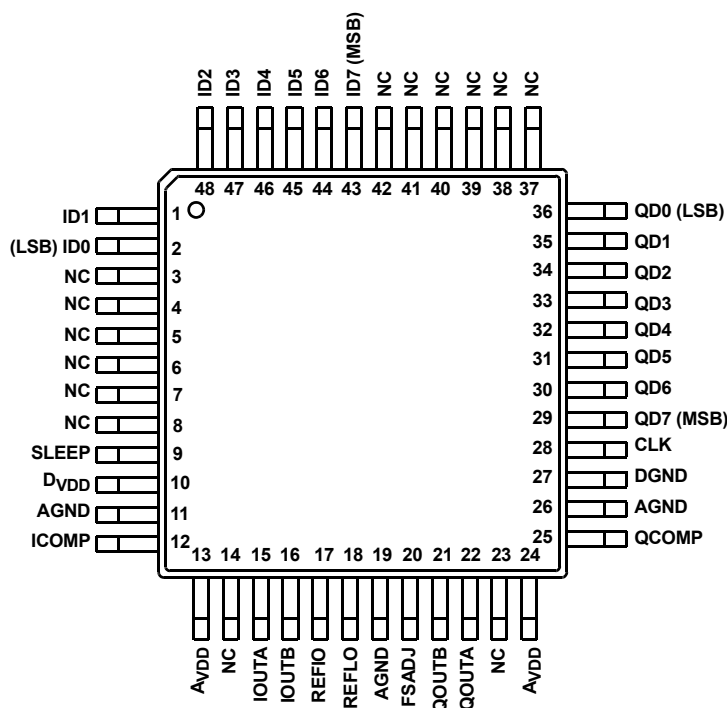 ID2 ID3 ID4 ID5 ID6 ID7 (MSB) NC NC NC NC NC NC
48 47 46 45 44 43 42 41 40 39 38 37
ID1 1 36 QD0 (LSB)
(LSB) ID0 2 35 QD1
NC 3 34 QD2
NC 4 33 QD3
NC 5 32 QD4
NC 6 31 QD5
NC 7 30 QD6
NC 8 29 QD7 (MSB)
SLEEP 9 28 CLK
DVDD 10 27 DGND
AGND 11 26 AGND
ICOMP 12 25 QCOMP
13 14 15 16 17 18 19 20 21 22 23 24
AVDD NC IOUTA IOUTB REFIO REFLO AGND FSADJ QOUTB QOUTA NC AVDD